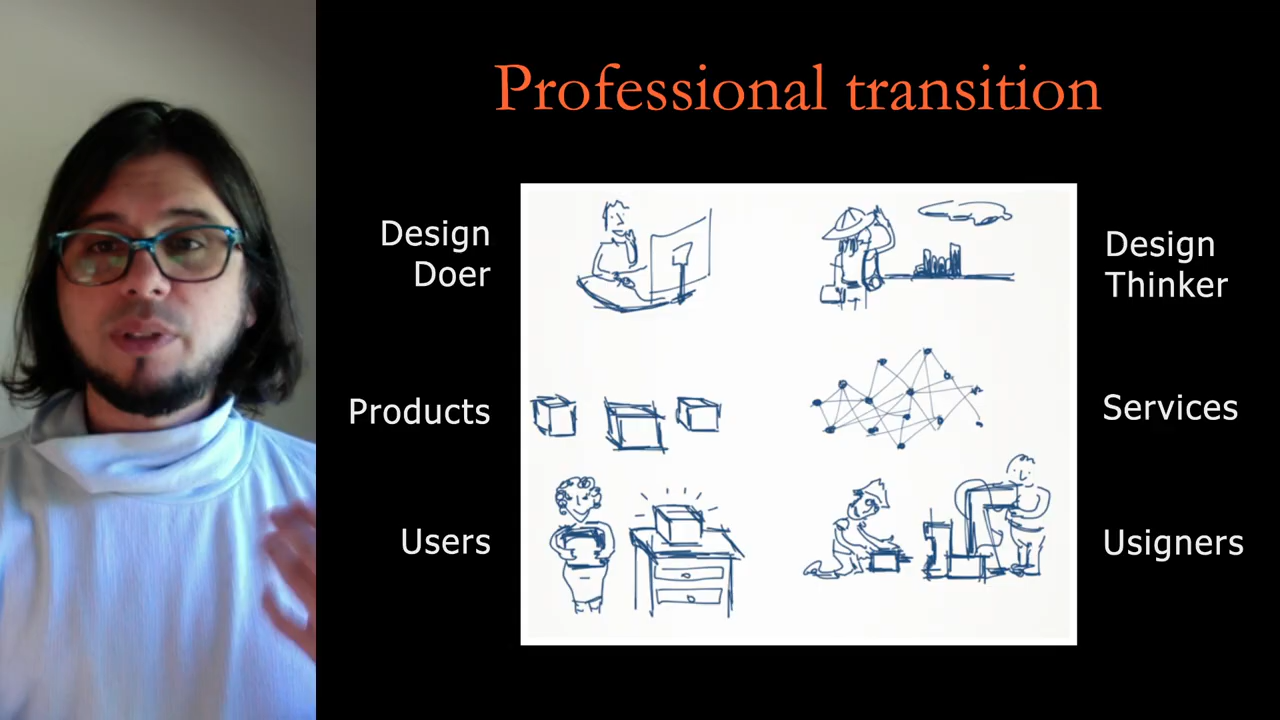 Professional transition
Design
Doer
Design
Thinker
Products
Services
Users
Usigners